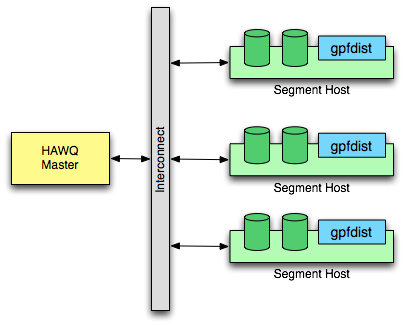 gpfdist
Segment Host
HAWQ
Master
Interconnect
gpfdist
Segment Host
gpfdist
Segment Host